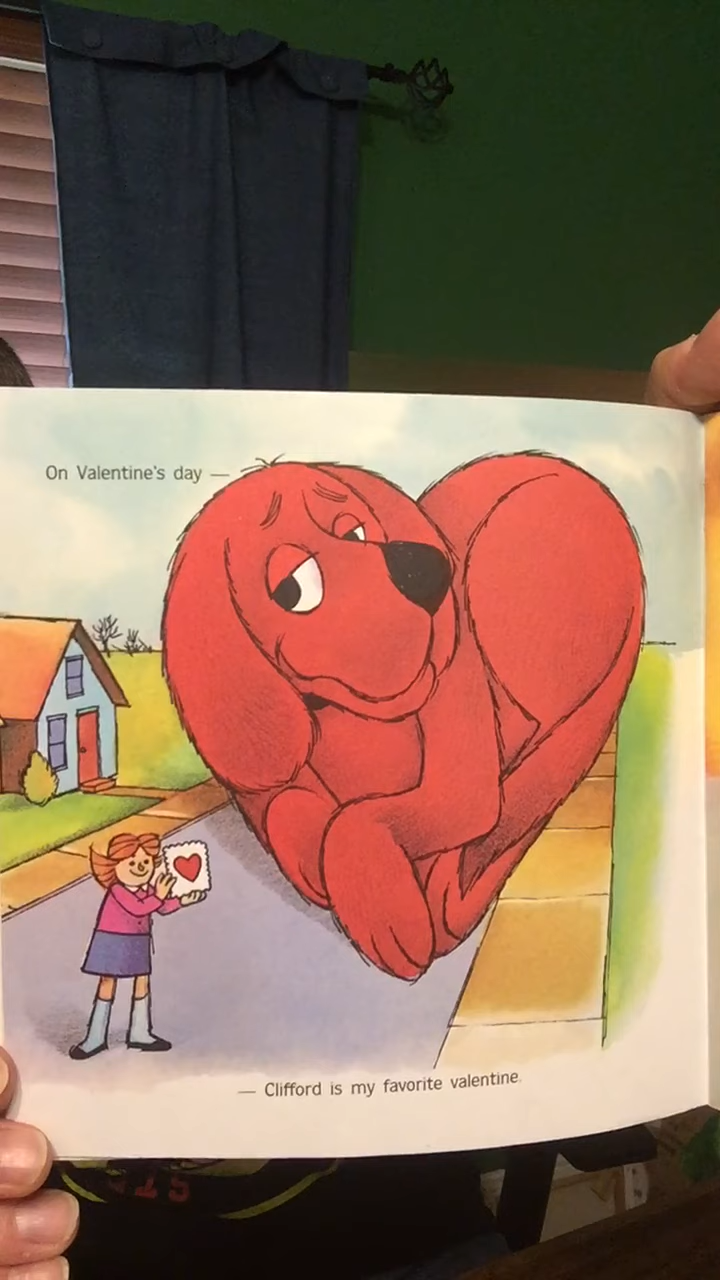 On Valentine's day —
— Clifford is my favorite valentine.